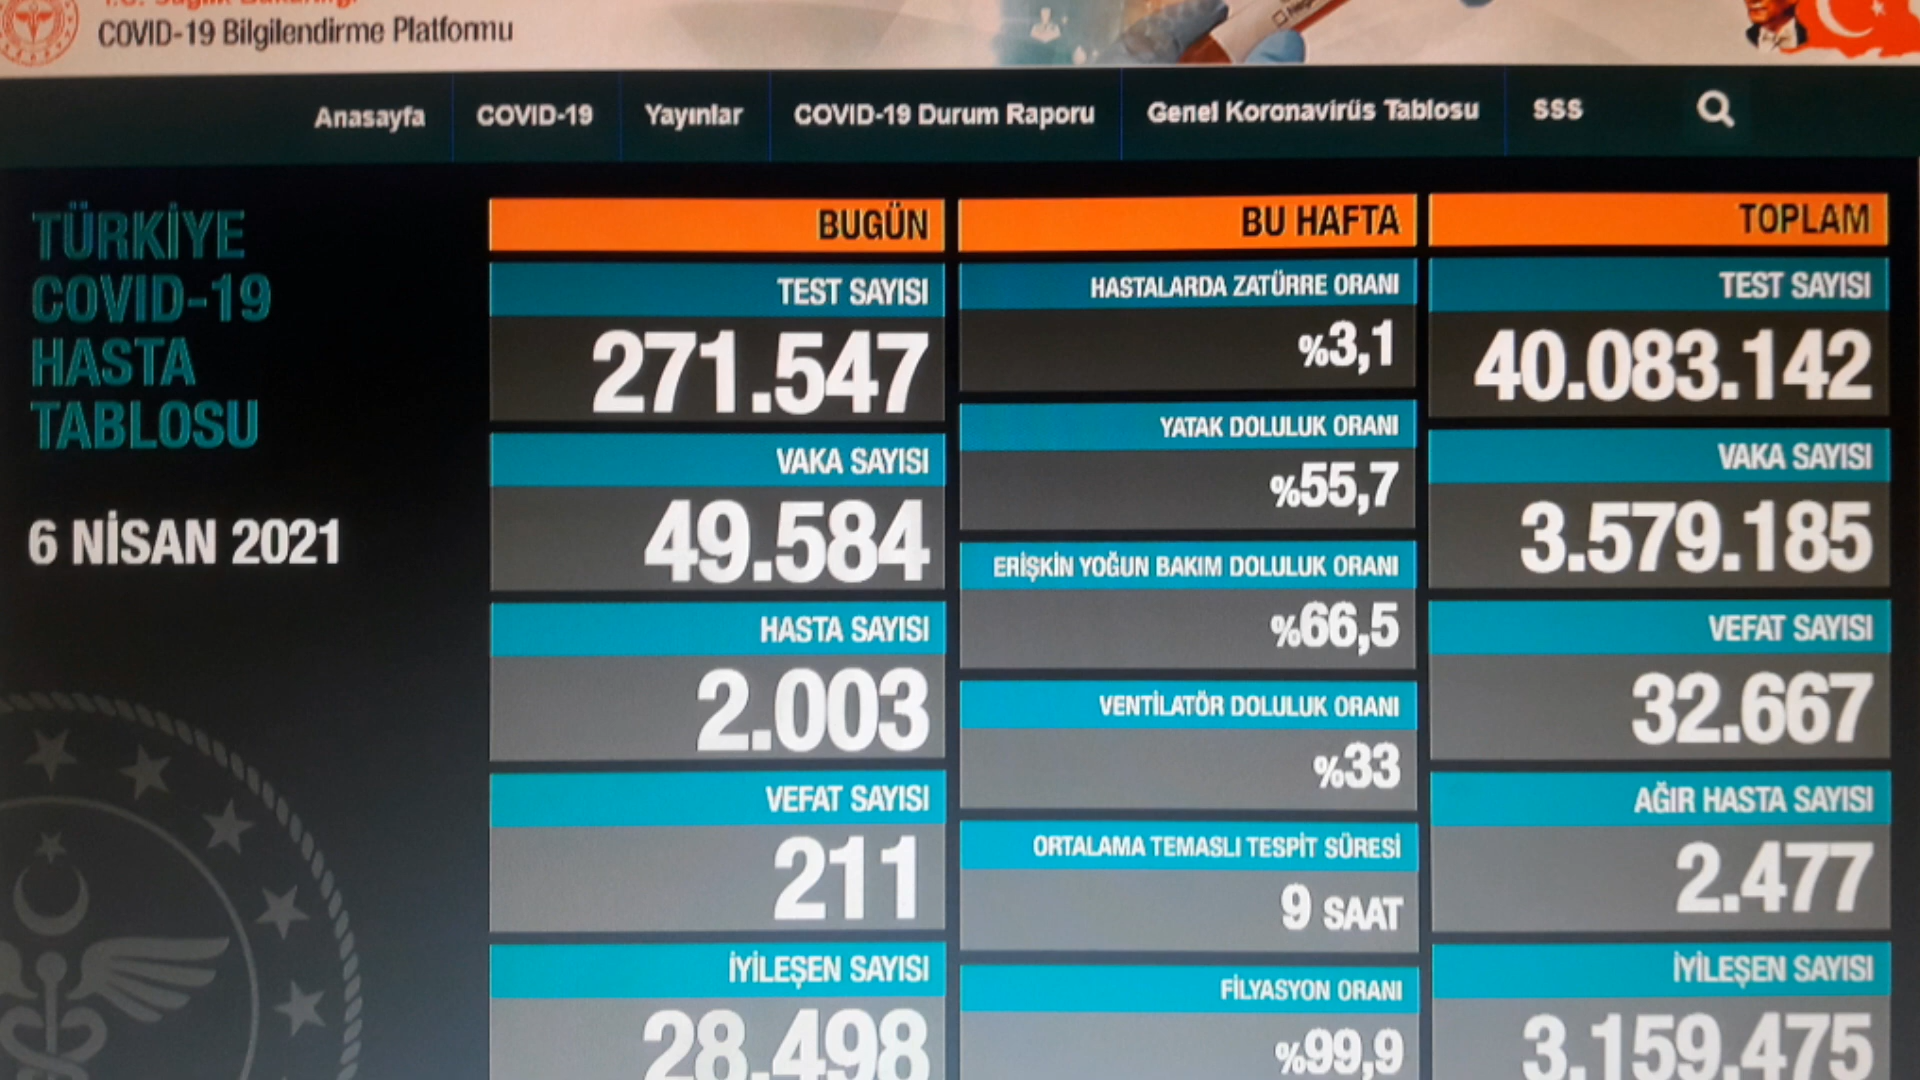 T.C. Sağlık Bakanlığı
COVID-19 Bilgilendirme Platformu
Anasayfa
COVID-19
Yayınlar
COVID-19 Durum Raporu
Genel Koronavirüs Tablosu
SSS
TÜRKİYE
COVID-19
HASTA
TABLOSU
6 NİSAN 2021
BUGÜN
TEST SAYISI
271.547
VAKA SAYISI
49.584
HASTA SAYISI
2.003
VEFAT SAYISI
211
İYİLEŞEN SAYISI
28.498
BU HAFTA
HASTALARDA ZATÜRRE ORANI
%3,1
YATAK DOLULUK ORANI
%55,7
ERİŞKİN YOĞUN BAKIM DOLULUK ORANI
%66,5
VENTİLATÖR DOLULUK ORANI
%33
ORTALAMA TEMASLI TESPİT SÜRESİ
9 SAAT
FİLYASYON ORANI
%99,9
TOPLAM
TEST SAYISI
40.083.142
VAKA SAYISI
3.579.185
VEFAT SAYISI
32.667
AĞIR HASTA SAYISI
2.477
İYİLEŞEN SAYISI
3.159.475